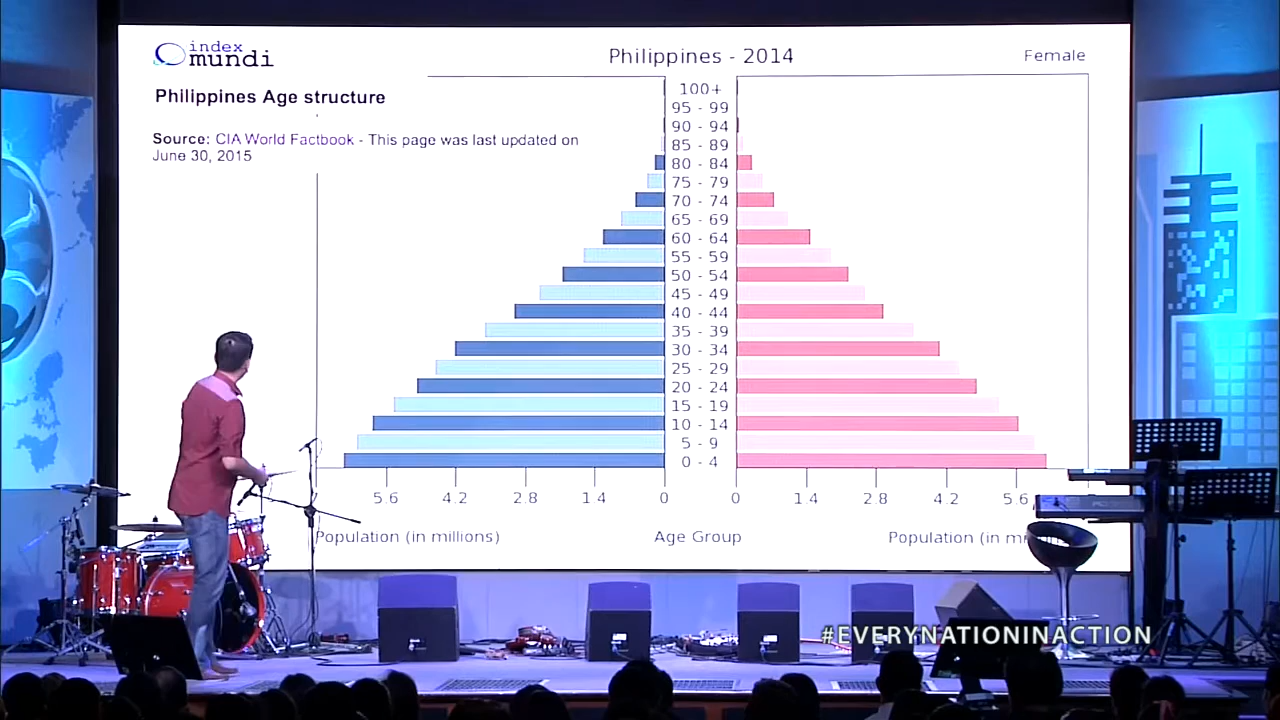 index
mundi
Philippines - 2014
Female
Philippines Age structure
Source: CIA World Factbook - This page was last updated on
June 30, 2015
100+
95 - 99
90 - 94
85 - 89
80 - 84
75 - 79
70 - 74
65 - 69
60 - 64
55 - 59
50 - 54
45 - 49
40 - 44
35 - 39
30 - 34
25 - 29
20 - 24
15 - 19
10 - 14
5 - 9
0 - 4
5.6 4.2 2.8 1 4 0 0 1 4 2.8 4.2 5.6
Population (in millions) Age Group Population (in
#EVERYNATIONINACTION